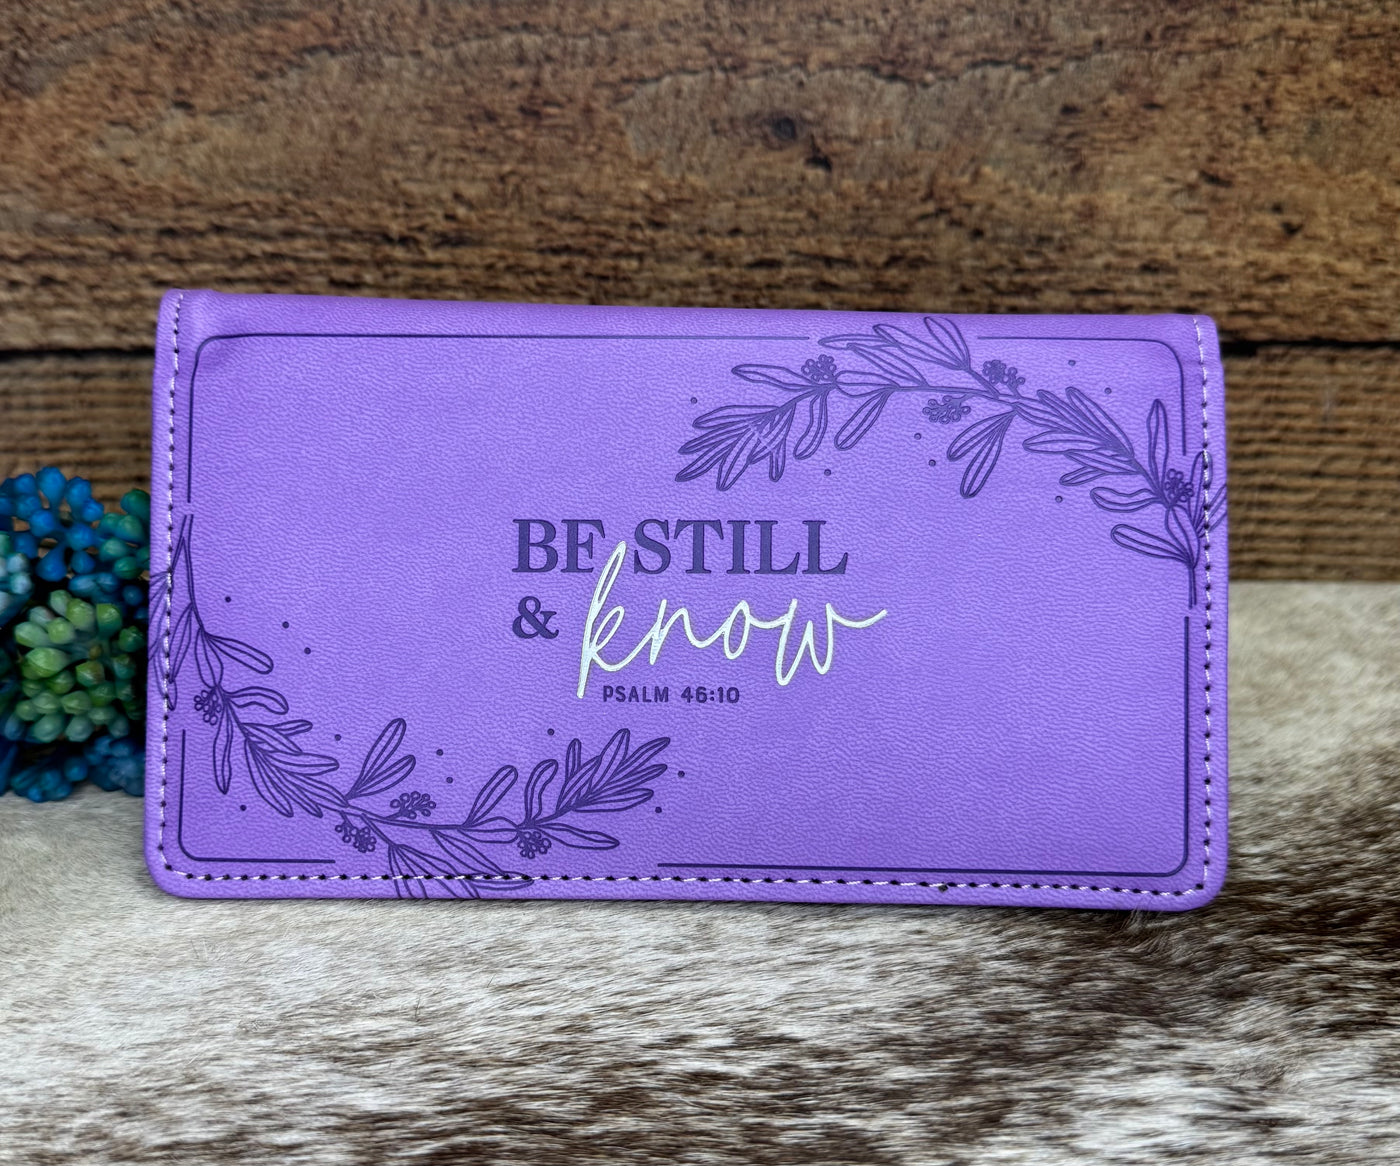 BE STILL
& know
PSALM 46:10